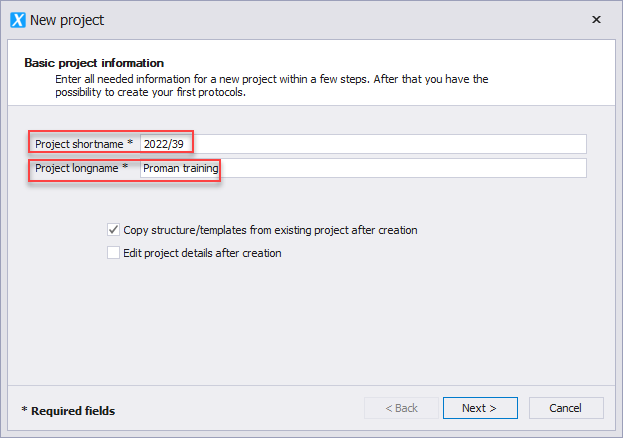 New project
Basic project information
Enter all needed information for a new project within a few steps. After that you have the
possibility to create your first protocols.
Project shortname * 2022/39
Project longname * Proman training
Copy structure/templates from existing project after creation
Edit project details after creation
* Required fields
< Back Next > Cancel